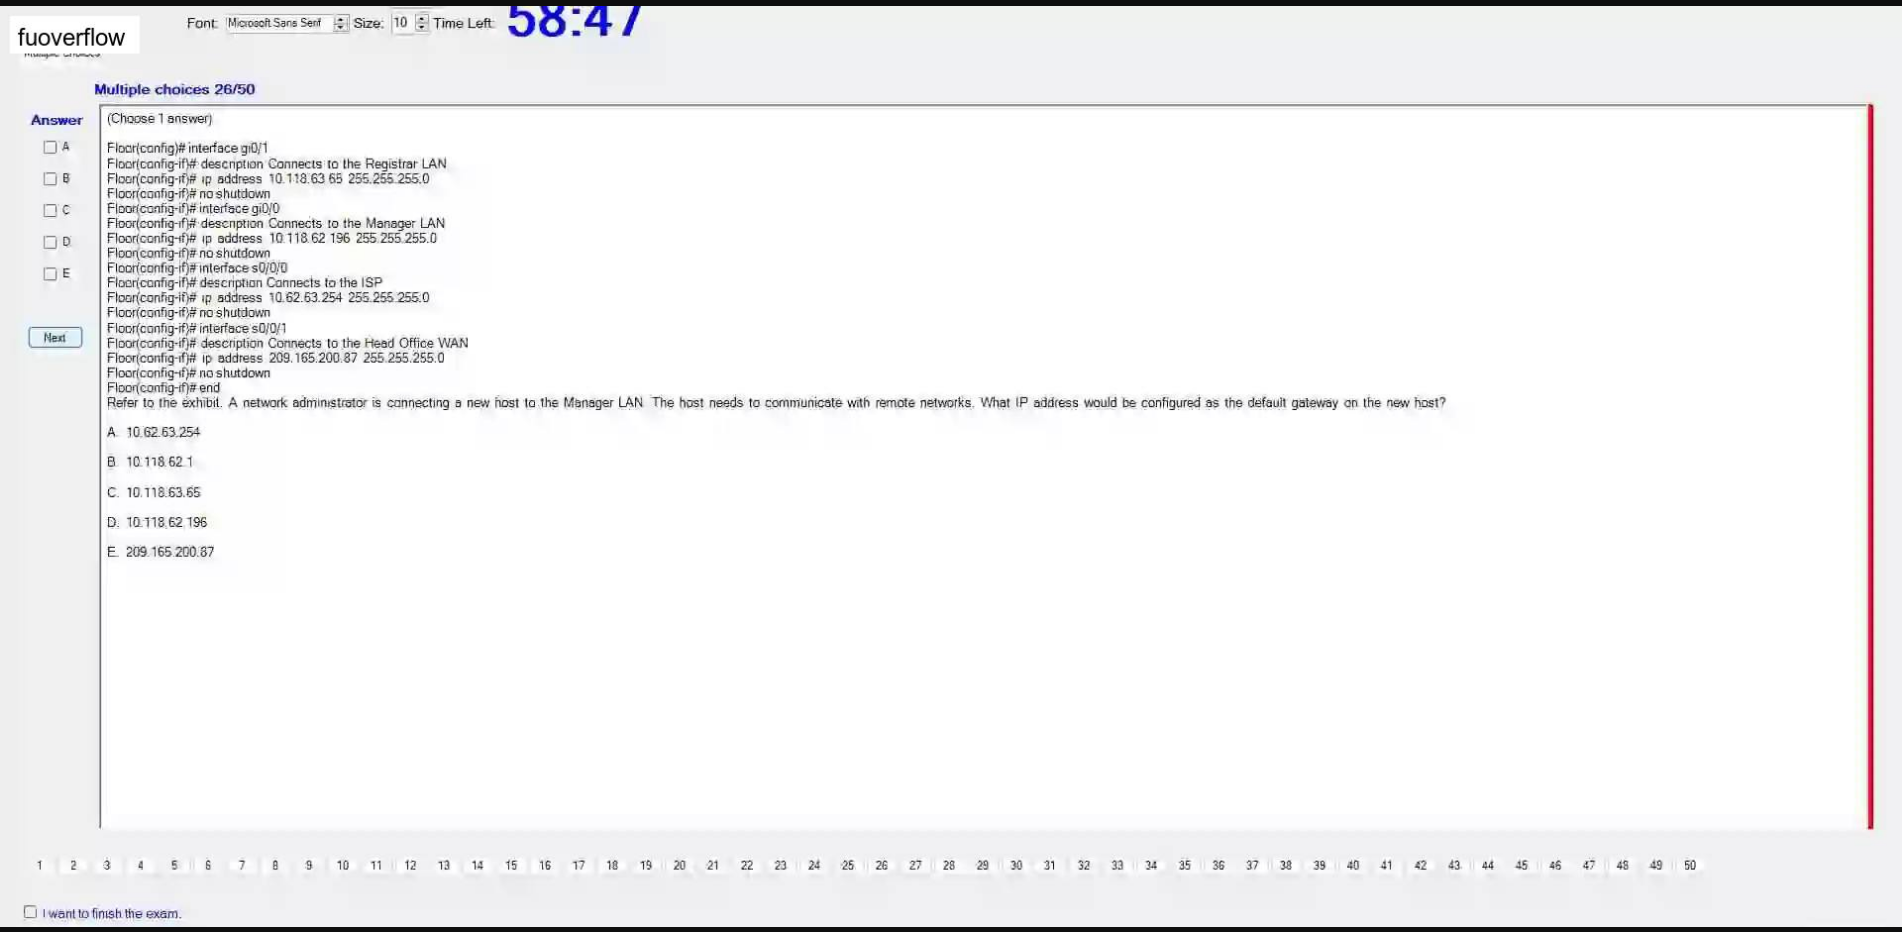 fuoverflow
Font: Microsoft Sans Serif Size: 10 Time Left: 58:47
Multiple choices
Multiple choices 26/50
Answer
A
B
C
D
E
Next
(Choose 1 answer)
Floor(config)# interface gi0/1
Floor(config-if)# description Connects to the Registrar LAN
Floor(config-if)# ip address 10.118.63.65 255.255.255.0
Floor(config-if)# no shutdown
Floor(config-if)# interface gi0/0
Floor(config-if)# description Connects to the Manager LAN
Floor(config-if)# ip address 10.118.62.196 255.255.255.0
Floor(config-if)# no shutdown
Floor(config-if)# interface s0/0/0
Floor(config-if)# description Connects to the ISP
Floor(config-if)# ip address 10.62.63.254 255.255.255.0
Floor(config-if)# no shutdown
Floor(config-if)# interface s0/0/1
Floor(config-if)# description Connects to the Head Office WAN
Floor(config-if)# ip address 209.165.200.87 255.255.255.0
Floor(config-if)# no shutdown
Floor(config-if)# end
Refer to the exhibit. A network administrator is connecting a new host to the Manager LAN. The host needs to communicate with remote networks. What IP address would be configured as the default gateway on the new host?
A. 10.62.63.254
B. 10.118.62.1
C. 10.118.63.65
D. 10.118.62.196
E. 209.165.200.87
1 2 3 4 5 6 7 8 9 10 11 12 13 14 15 16 17 18 19 20 21 22 23 24 25 26 27 28 29 30 31 32 33 34 35 36 37 38 39 40 41 42 43 44 45 46 47 48 49 50
I want to finish the exam.